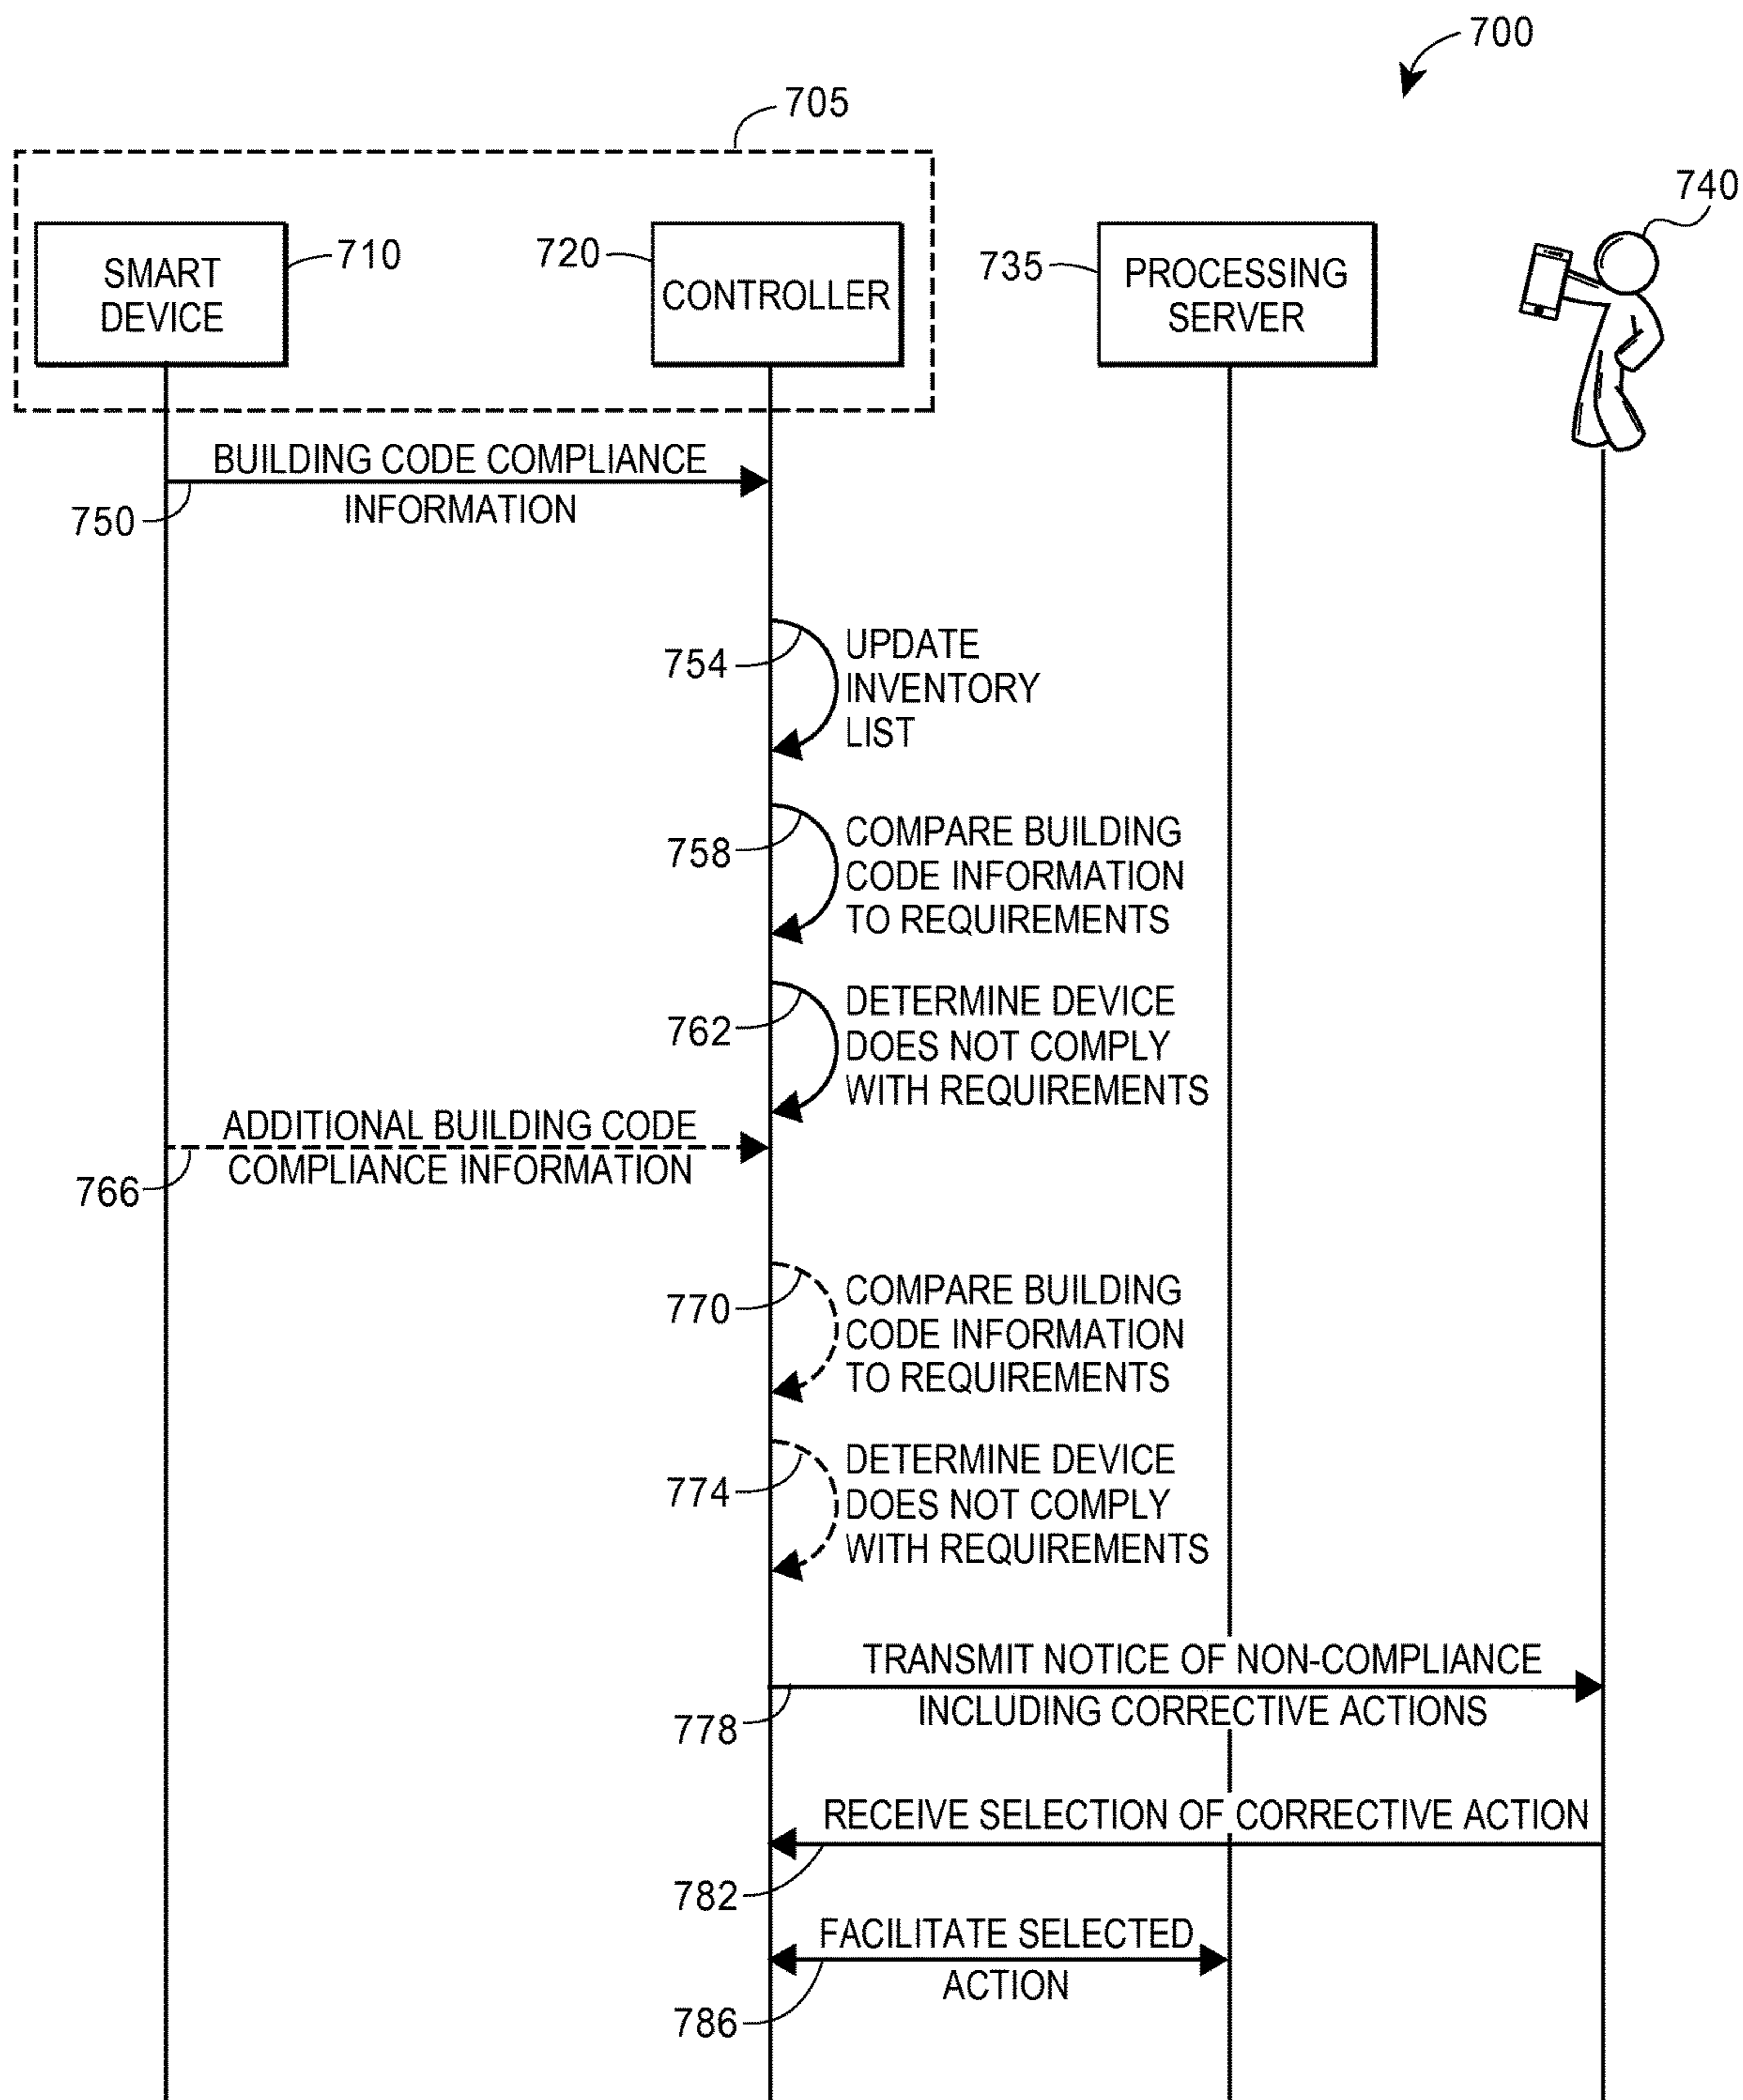 700
705
740
SMART
DEVICE
710
720
CONTROLLER
735
PROCESSING
SERVER
BUILDING CODE COMPLIANCE
INFORMATION
750
754
UPDATE
INVENTORY
LIST
758
COMPARE BUILDING
CODE INFORMATION
TO REQUIREMENTS
762
DETERMINE DEVICE
DOES NOT COMPLY
WITH REQUIREMENTS
ADDITIONAL BUILDING CODE
COMPLIANCE INFORMATION
766
770
COMPARE BUILDING
CODE INFORMATION
TO REQUIREMENTS
774
DETERMINE DEVICE
DOES NOT COMPLY
WITH REQUIREMENTS
TRANSMIT NOTICE OF NON-COMPLIANCE
INCLUDING CORRECTIVE ACTIONS
778
RECEIVE SELECTION OF CORRECTIVE ACTION
782
FACILITATE SELECTED
ACTION
786